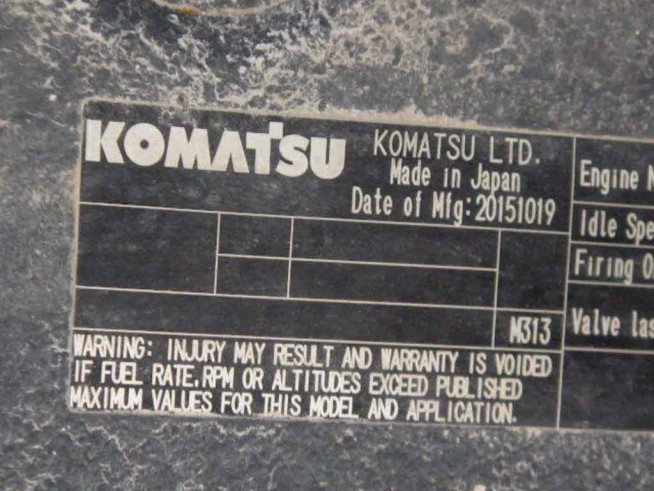 KOMATSU
KOMATSU LTD.
Made in Japan
Date of Mfg:20151019
M313
WARNING: INJURY MAY RESULT AND WARRANTY IS VOIDED
IF FUEL RATE,RPM OR ALTITUDES EXCEED PUBLISHED
MAXIMUM VALUES FOR THIS MODEL AND APPLICATION.
Engine N
Idle Spe
Firing O
Valve las